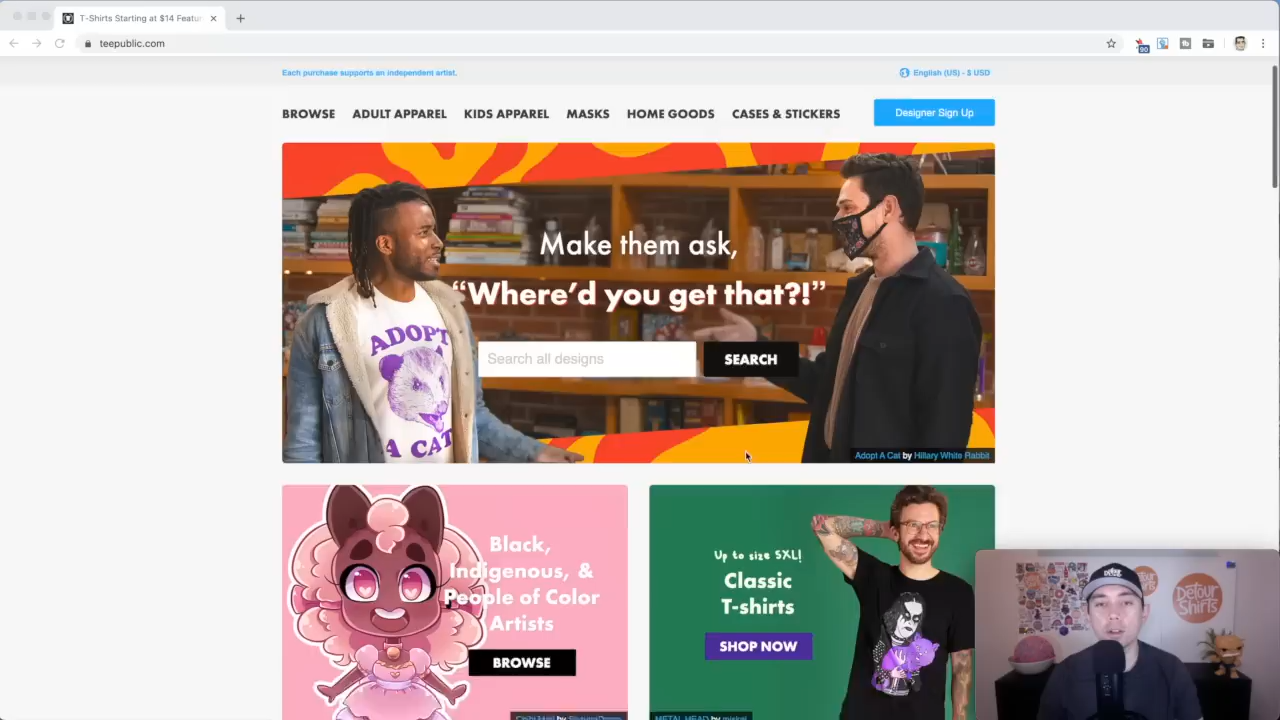 T-Shirts Starting at $14 Featu
teepublic.com
90
Each purchase supports an independent artist.
English (US) - $ USD
BROWSE ADULT APPAREL KIDS APPAREL MASKS HOME GOODS CASES & STICKERS
Designer Sign Up
Make them ask,
“Where’d you get that?!”
Search all designs
SEARCH
ADOPT
A CAT
Adopt A Cat by Hillary White Rabbit
Black,
Indigenous, &
People of Color
Artists
BROWSE
Up to size 5XL!
Classic
T-shirts
SHOP NOW
METAL HEAD by
DETOUR
SHIRTS